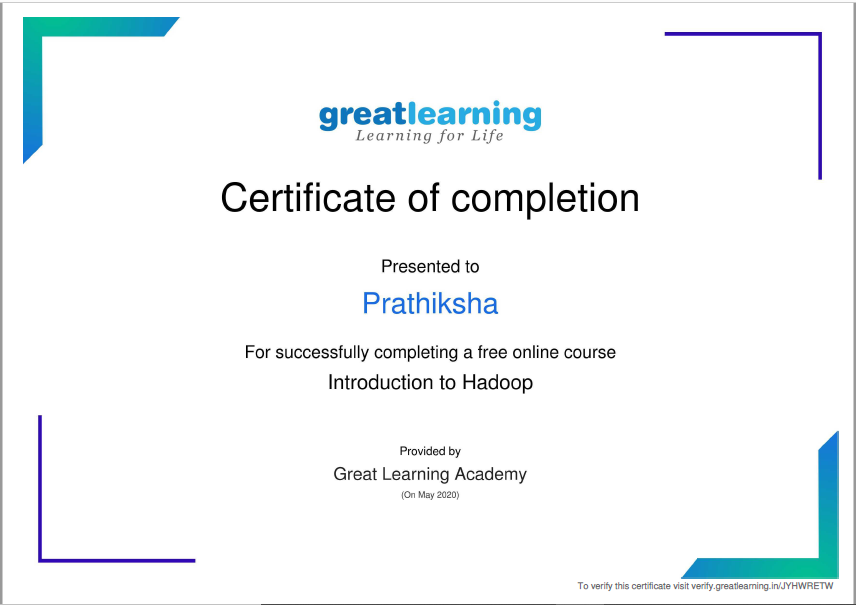 greatlearning
Learning for Life
Certificate of completion
Presented to
Prathiksha
For successfully completing a free online course
Introduction to Hadoop
Provided by
Great Learning Academy
(On May 2020)
To verify this certificate visit verify.greatlearning.in/JYHWRETW